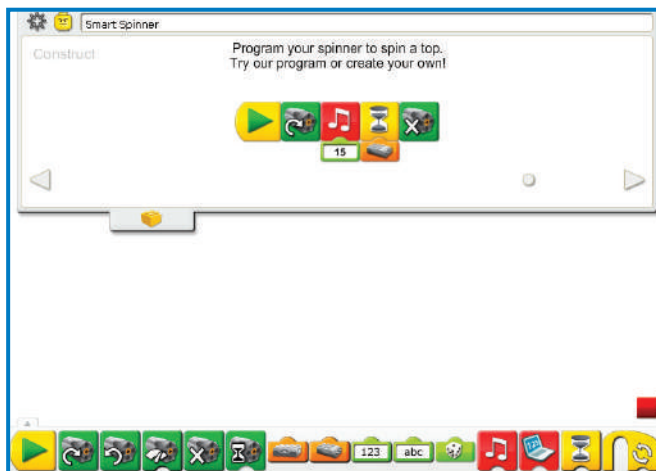 Smart Spinner
Construct
Program your spinner to spin a top.
Try our program or create your own!
15
123
abc